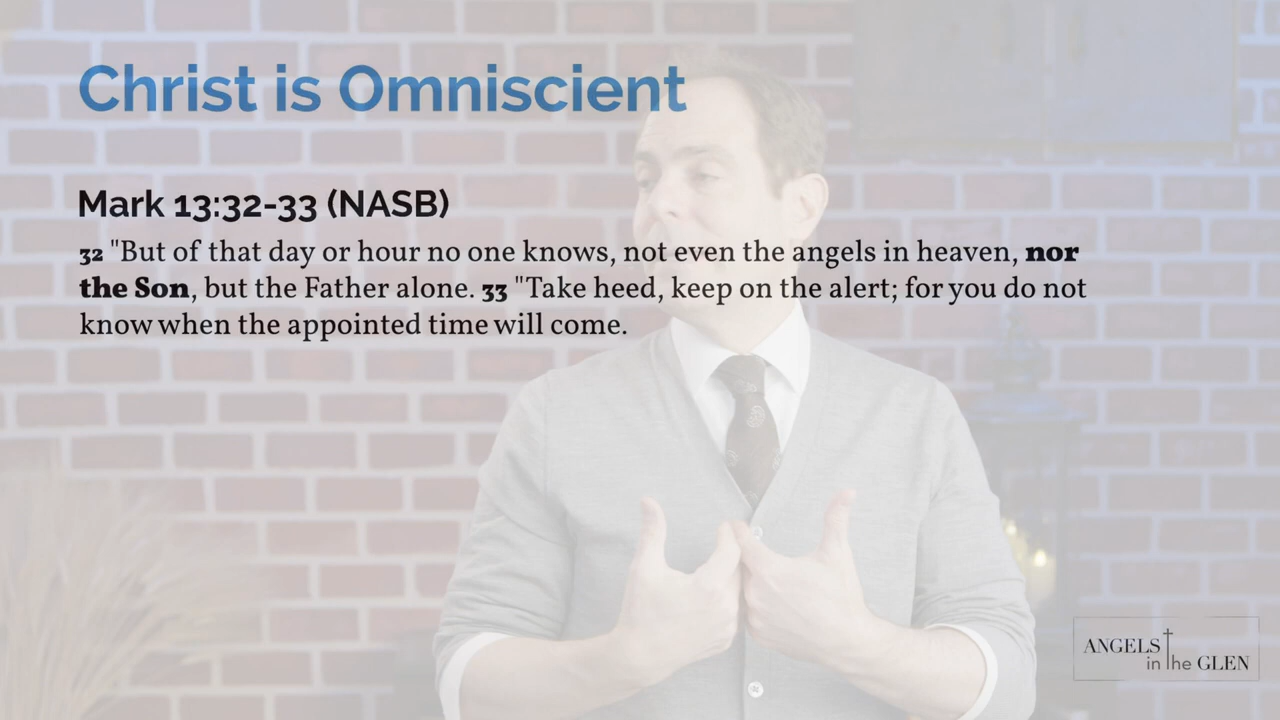 Christ is Omniscient
Mark 13:32-33 (NASB)
32 "But of that day or hour no one knows, not even the angels in heaven, nor
the Son, but the Father alone. 33 "Take heed, keep on the alert; for you do not
know when the appointed time will come.
ANGELS
in the GLEN